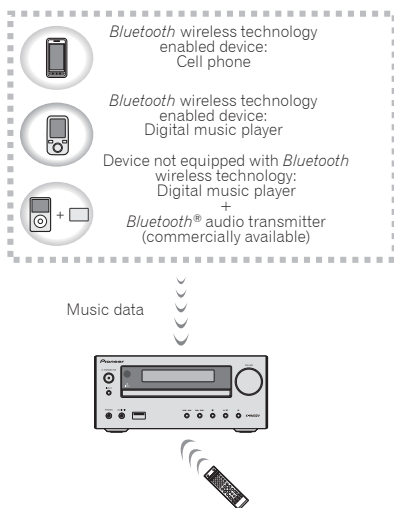 Bluetooth wireless technology
enabled device:
Cell phone
Bluetooth wireless technology
enabled device:
Digital music player
Device not equipped with Bluetooth
wireless technology:
Digital music player
+
Bluetooth® audio transmitter
(commercially available)
+
Music data
Pioneer